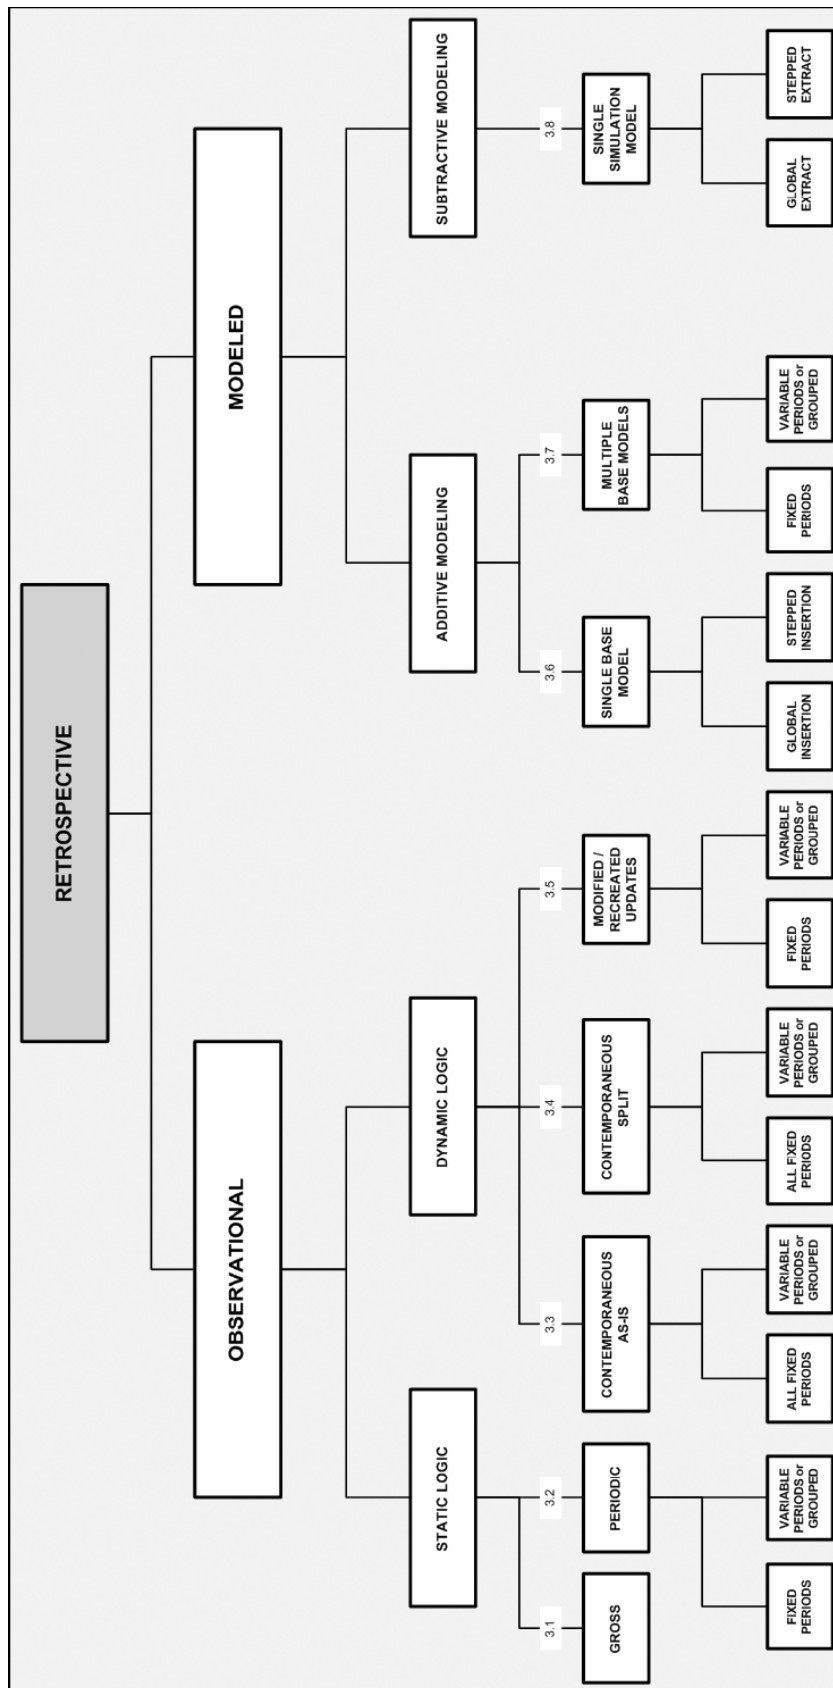 RETROSPECTIVE
OBSERVATIONAL
MODELED
STATIC LOGIC
DYNAMIC LOGIC
ADDITIVE MODELING
SUBTRACTIVE MODELING
3.1
3.2
3.3
3.4
3.5
3.6
3.7
3.8
GROSS
PERIODIC
CONTEMPORANEOUS
AS-IS
CONTEMPORANEOUS
SPLIT
MODIFIED /
RECREATED
UPDATES
SINGLE BASE
MODEL
MULTIPLE
BASE MODELS
SINGLE
SIMULATION
MODEL
FIXED
PERIODS
VARIABLE
PERIODS or
GROUPED
ALL FIXED
PERIODS
VARIABLE
PERIODS or
GROUPED
ALL FIXED
PERIODS
VARIABLE
PERIODS or
GROUPED
FIXED
PERIODS
VARIABLE
PERIODS or
GROUPED
GLOBAL
INSERTION
STEPPED
INSERTION
FIXED
PERIODS
VARIABLE
PERIODS or
GROUPED
GLOBAL
EXTRACT
STEPPED
EXTRACT